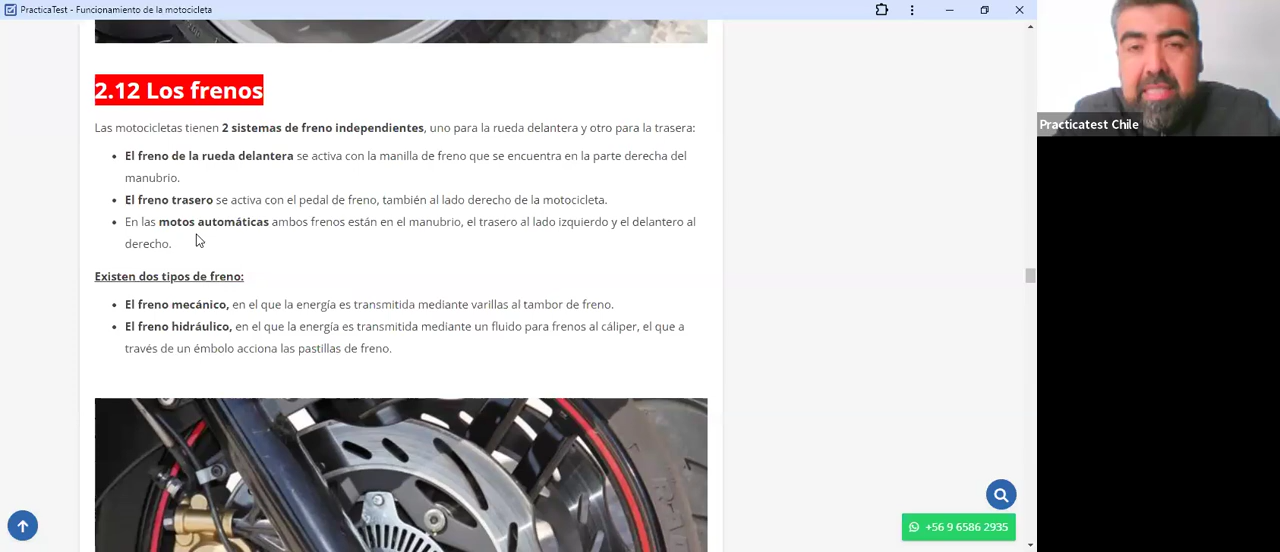 PracticaTest - Funcionamiento de la motocicleta
2.12 Los frenos
Las motocicletas tienen 2 sistemas de freno independientes, uno para la rueda delantera y otro para la trasera:
El freno de la rueda delantera se activa con la manilla de freno que se encuentra en la parte derecha del
manubrio.
El freno trasero se activa con el pedal de freno, también al lado derecho de la motocicleta.
En las motos automáticas ambos frenos están en el manubrio, el trasero al lado izquierdo y el delantero al
derecho.
Existen dos tipos de freno:
El freno mecánico, en el que la energía es transmitida mediante varillas al tambor de freno.
El freno hidráulico, en el que la energía es transmitida mediante un fluido para frenos al cáliper, el que a
través de un émbolo acciona las pastillas de freno.
+56 9 6586 2935
Practicatest Chile